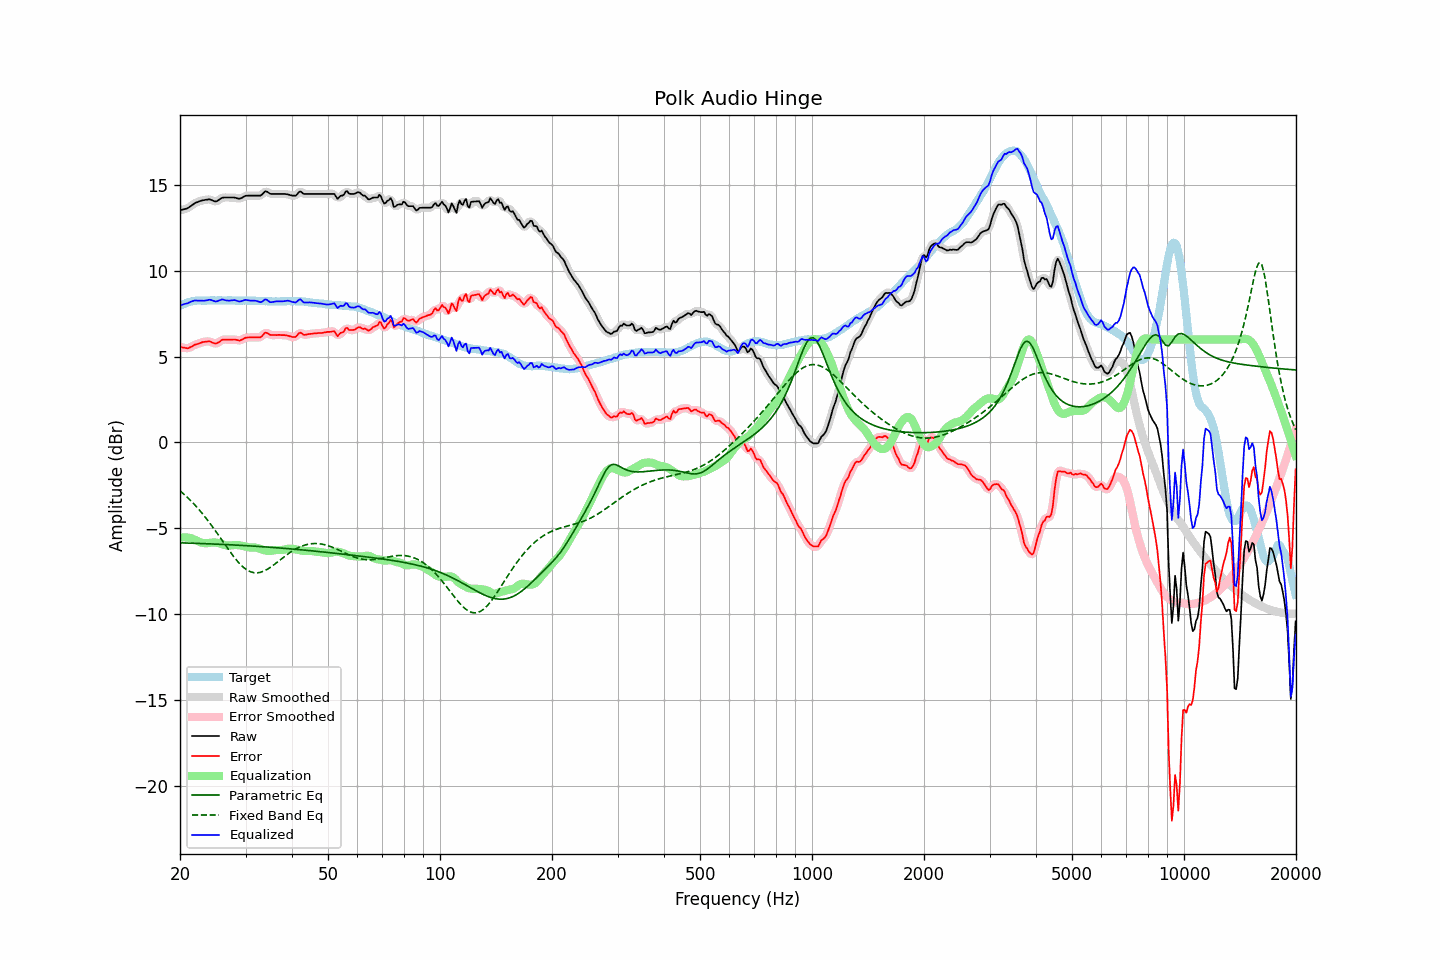 Polk Audio Hinge
Amplitude (dBr)
15
10
5
0
−5
−10
−15
−20
Target
Raw Smoothed
Error Smoothed
Raw
Error
Equalization
Parametric Eq
Fixed Band Eq
Equalized
20 50 100 200 500 1000 2000 5000 10000 20000
Frequency (Hz)